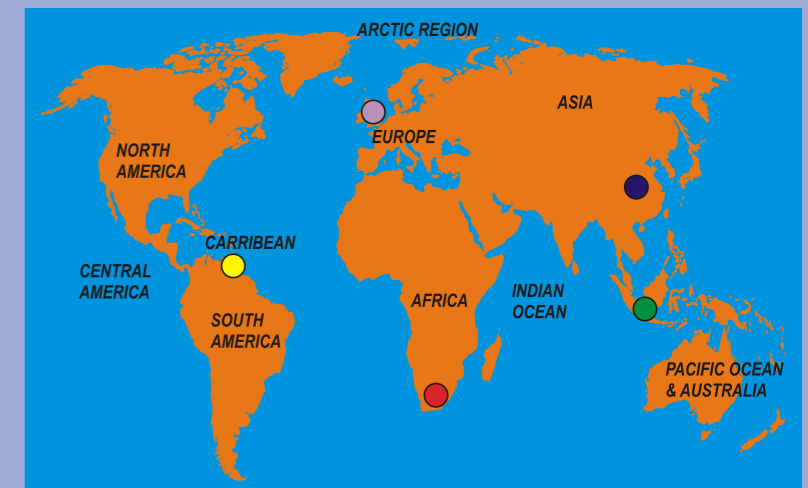 ARCTIC REGION
ASIA
EUROPE
NORTH
AMERICA
CARRIBEAN
CENTRAL
AMERICA
INDIAN
OCEAN
AFRICA
SOUTH
AMERICA
PACIFIC OCEAN
& AUSTRALIA